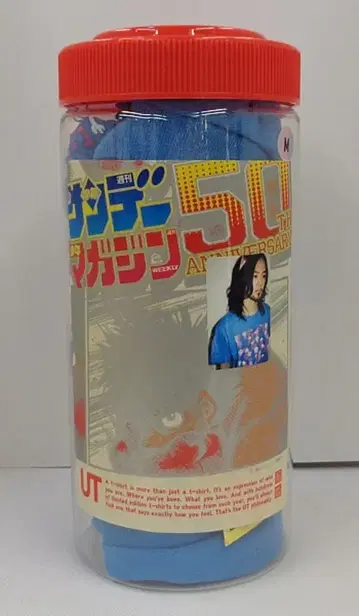 M
週刊
サンデー
マガジン
WEEKLY
50TH
ANNIVERSARY
UT
A t-shirt is more than just a t-shirt. It's an expression of who
you are. Where you've been. What you love. And with hundreds
of limited edition t-shirts to choose from each year, you'll always
find one that says exactly how you feel. That's the UT philosophy.